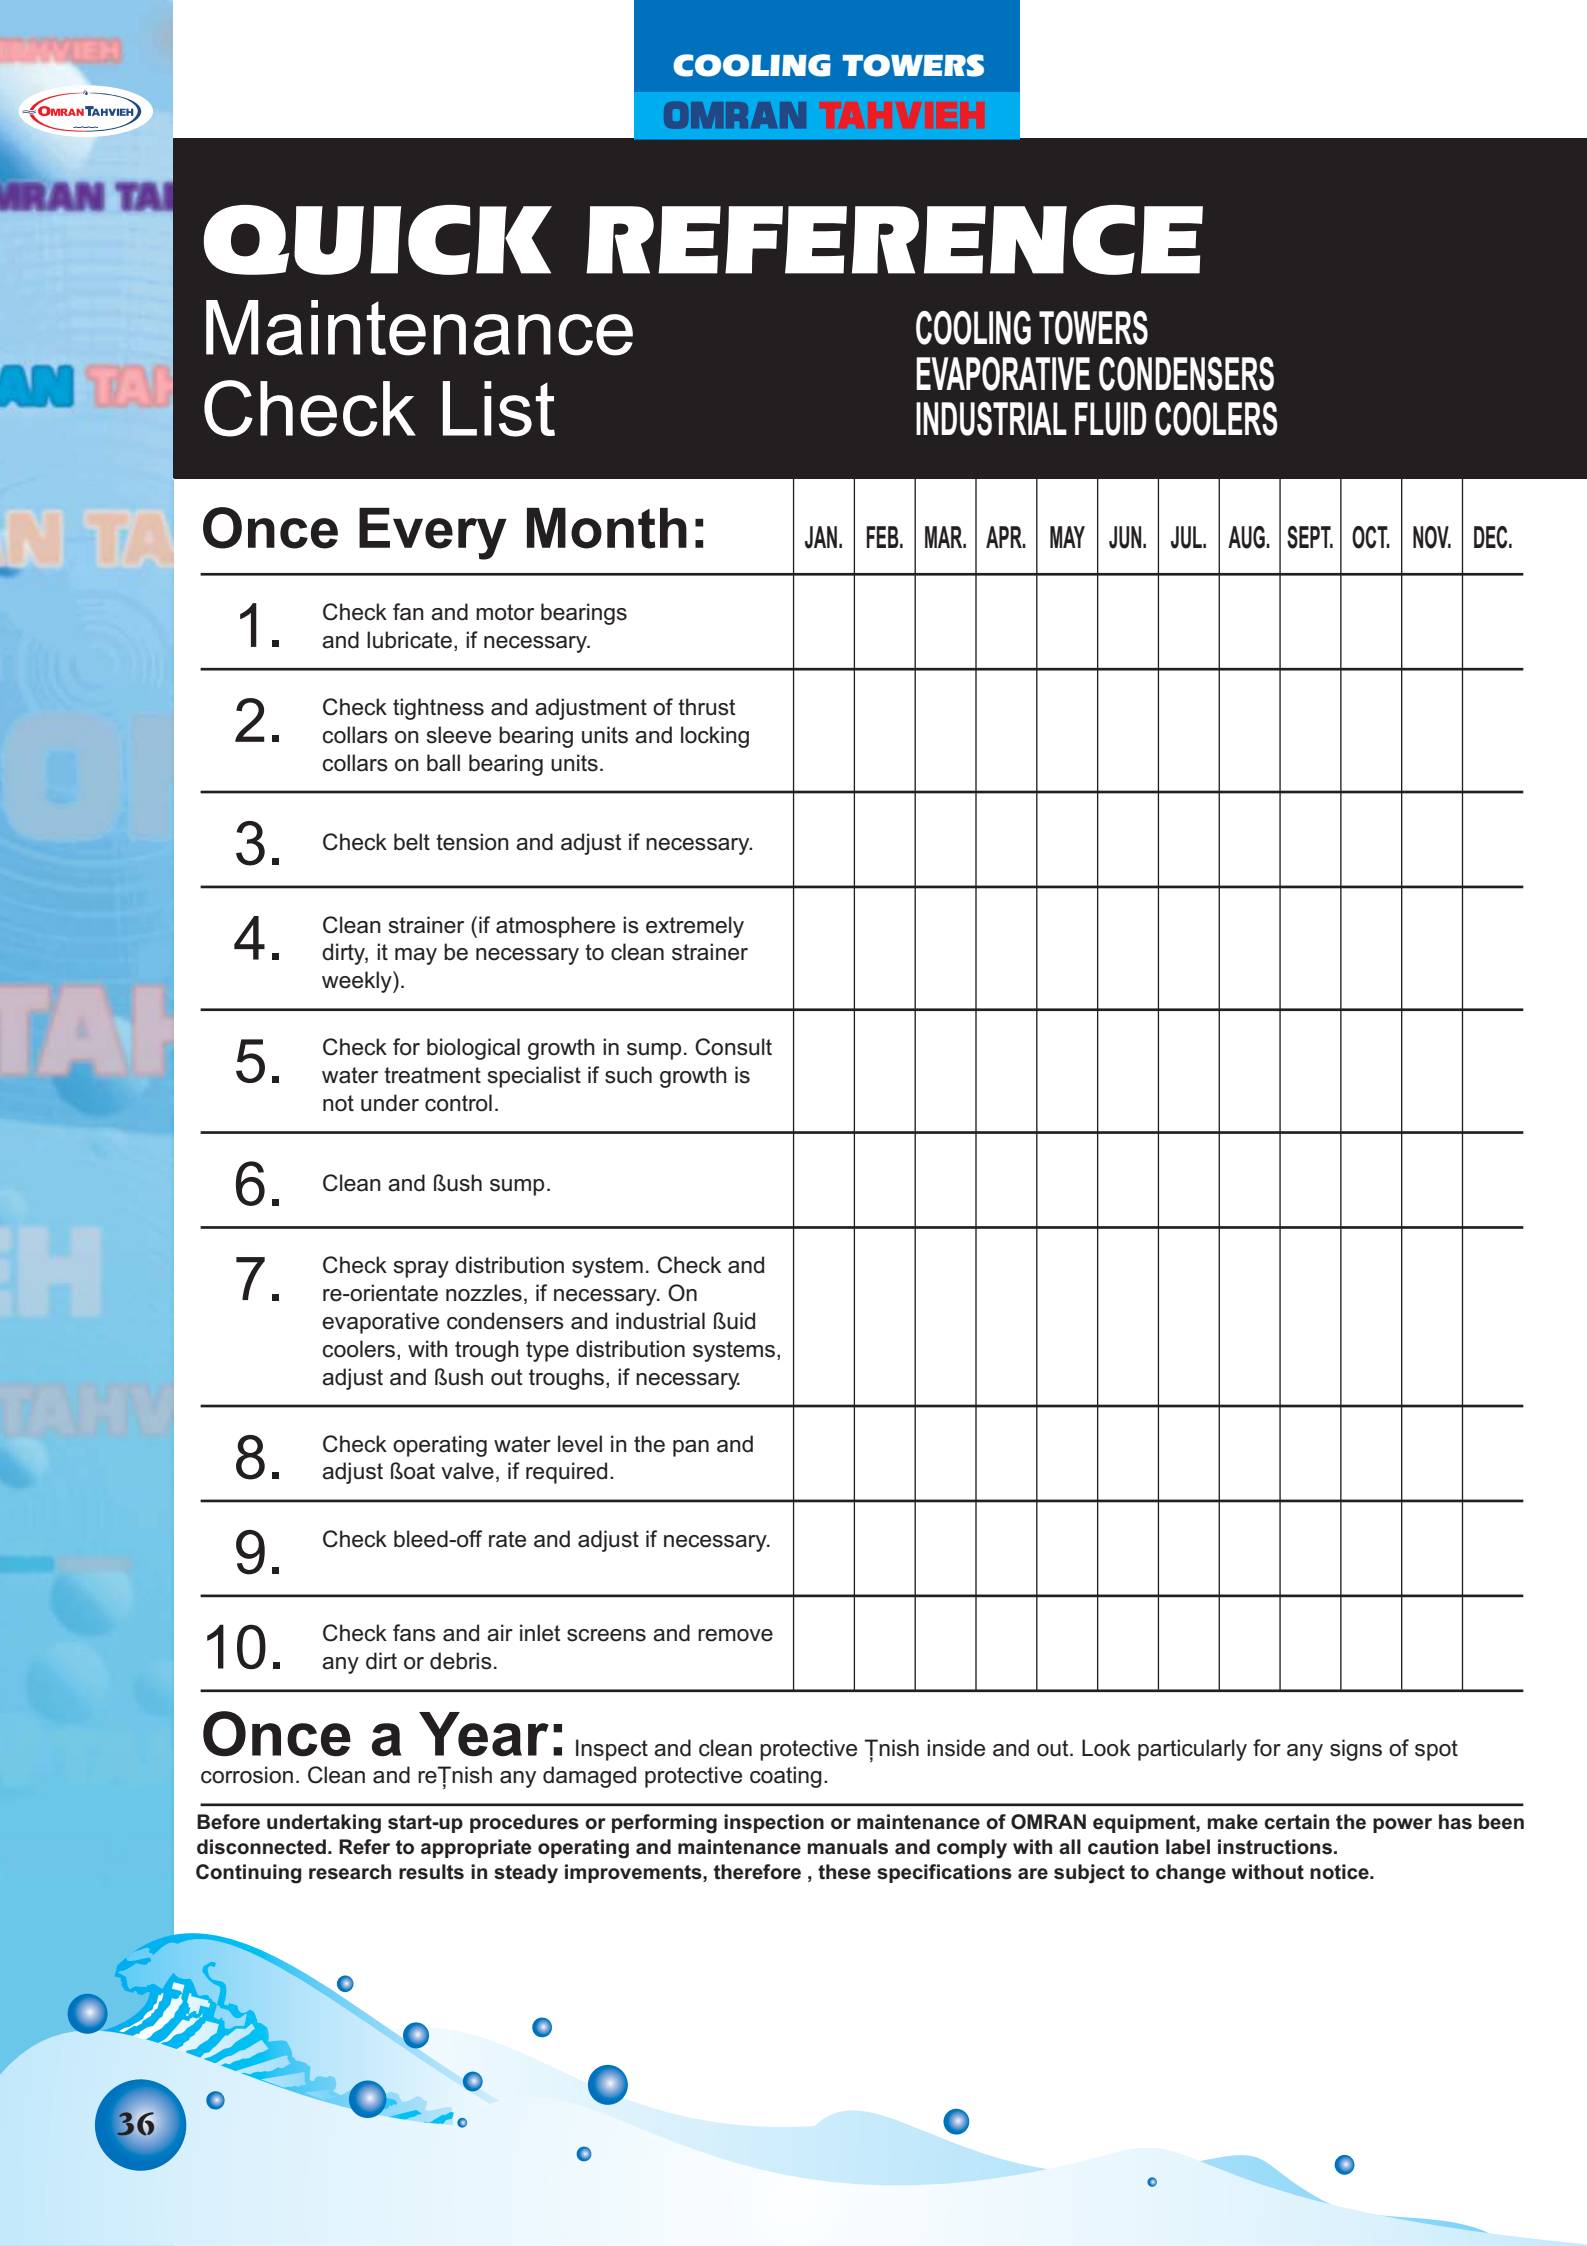 COOLING TOWERS
OMRAN TAHVIEH
TAHVIEH
OMRAN TAHVIEH
MRAN TAI
AN TAH
AN TA
OI
TAH
EH
TAHV
QUICK REFERENCE
Maintenance
Check List
COOLING TOWERS
EVAPORATIVE CONDENSERS
INDUSTRIAL FLUID COOLERS
Once Every Month: JAN. FEB. MAR. APR. MAY JUN. JUL. AUG. SEPT. OCT. NOV. DEC.
1. Check fan and motor bearings
and lubricate, if necessary.
2. Check tightness and adjustment of thrust
collars on sleeve bearing units and locking
collars on ball bearing units.
3. Check belt tension and adjust if necessary.
4. Clean strainer (if atmosphere is extremely
dirty, it may be necessary to clean strainer
weekly).
5. Check for biological growth in sump. Consult
water treatment specialist if such growth is
not under control.
6. Clean and ßush sump.
7. Check spray distribution system. Check and
re-orientate nozzles, if necessary. On
evaporative condensers and industrial ßuid
coolers, with trough type distribution systems,
adjust and ßush out troughs, if necessary.
8. Check operating water level in the pan and
adjust ßoat valve, if required.
9. Check bleed-off rate and adjust if necessary.
10. Check fans and air inlet screens and remove
any dirt or debris.
Once a Year: Inspect and clean protective Ţnish inside and out. Look particularly for any signs of spot
corrosion. Clean and reŢnish any damaged protective coating.
Before undertaking start-up procedures or performing inspection or maintenance of OMRAN equipment, make certain the power has been
disconnected. Refer to appropriate operating and maintenance manuals and comply with all caution label instructions.
Continuing research results in steady improvements, therefore , these specifications are subject to change without notice.
36